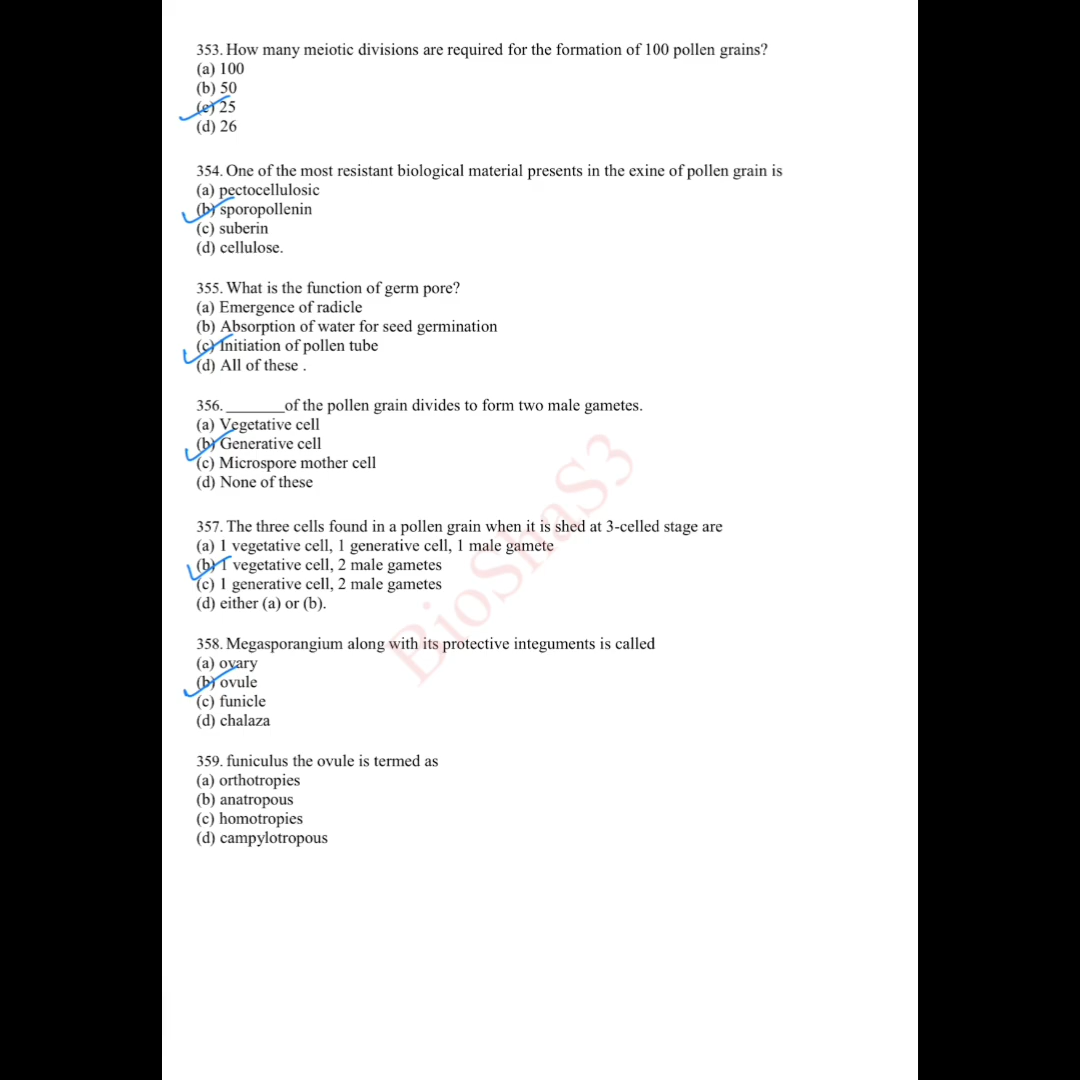 353. How many meiotic divisions are required for the formation of 100 pollen grains?
(a) 100
(b) 50
(c) 25
(d) 26
354. One of the most resistant biological material presents in the exine of pollen grain is
(a) pectocellulosic
(b) sporopollenin
(c) suberin
(d) cellulose.
355. What is the function of germ pore?
(a) Emergence of radicle
(b) Absorption of water for seed germination
(c) Initiation of pollen tube
(d) All of these .
356. _______of the pollen grain divides to form two male gametes.
(a) Vegetative cell
(b) Generative cell
(c) Microspore mother cell
(d) None of these
357. The three cells found in a pollen grain when it is shed at 3-celled stage are
(a) 1 vegetative cell, 1 generative cell, 1 male gamete
(b) 1 vegetative cell, 2 male gametes
(c) 1 generative cell, 2 male gametes
(d) either (a) or (b).
358. Megasporangium along with its protective integuments is called
(a) ovary
(b) ovule
(c) funicle
(d) chalaza
359. funiculus the ovule is termed as
(a) orthotropies
(b) anatropous
(c) homotropies
(d) campylotropous
BioShaS3